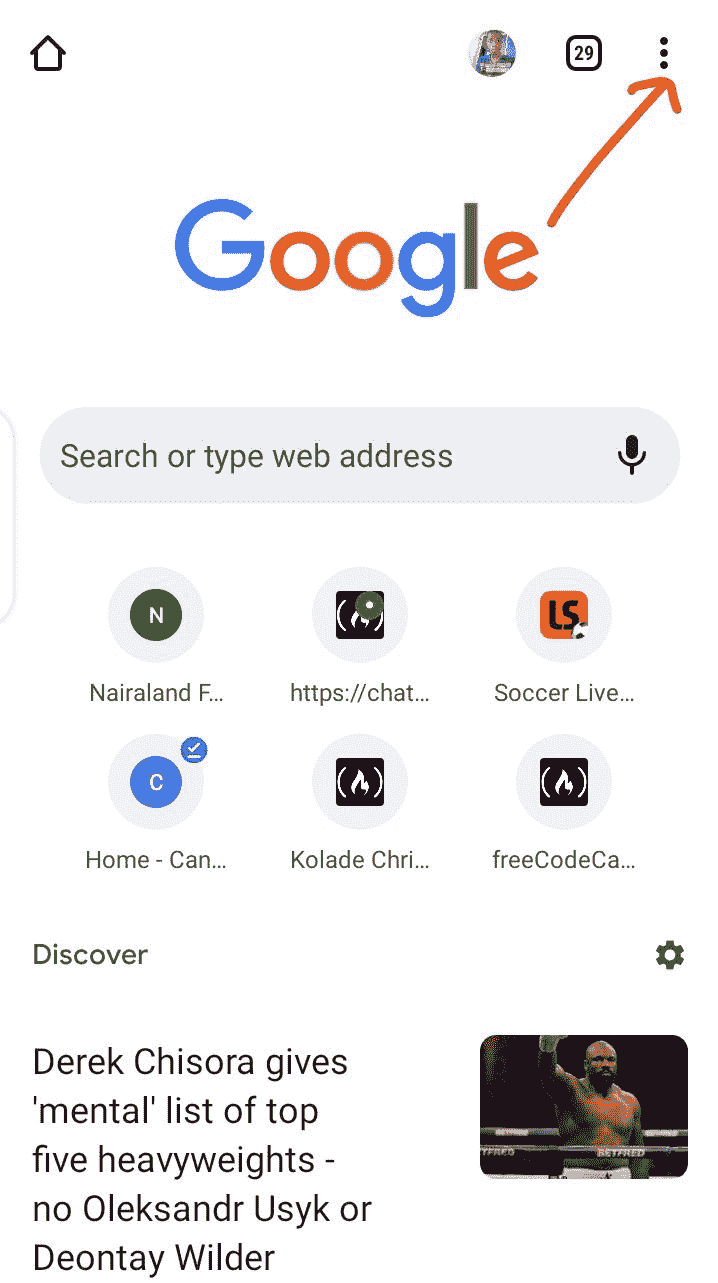 29
Google
Search or type web address
N
LS
Nairaland F...
https://chat...
Soccer Live...
C
Home - Can...
Kolade Chri...
freeCodeCa...
Discover
Derek Chisora gives
'mental' list of top
five heavyweights -
no Oleksandr Usyk or
Deontay Wilder
BETFRED